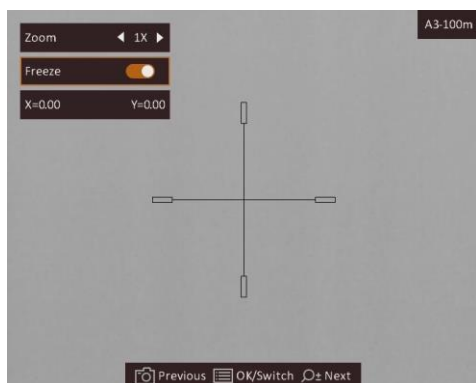 Zoom 1X
A3-100m
Freeze
X=0.00 Y=0.00
Previous OK/Switch Next